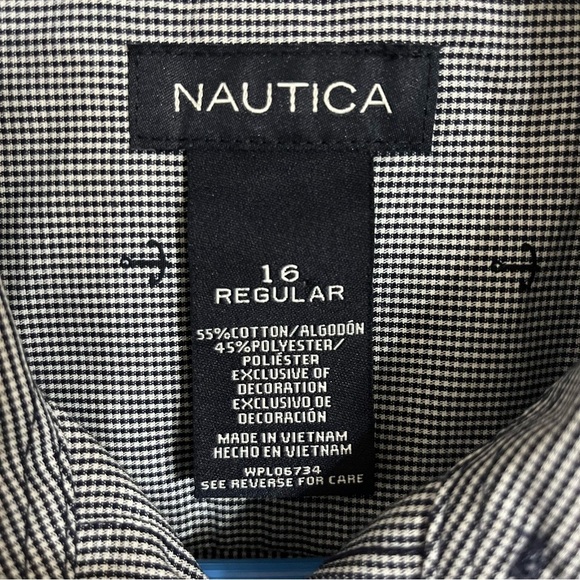 NAUTICA
16
REGULAR
55%COTTON/ALGODÓN
45%POLYESTER/
POLIÉSTER
EXCLUSIVE OF
DECORATION
EXCLUSIVO DE
DECORACIÓN
MADE IN VIETNAM
HECHO EN VIETNAM
WPL06734
SEE REVERSE FOR CARE